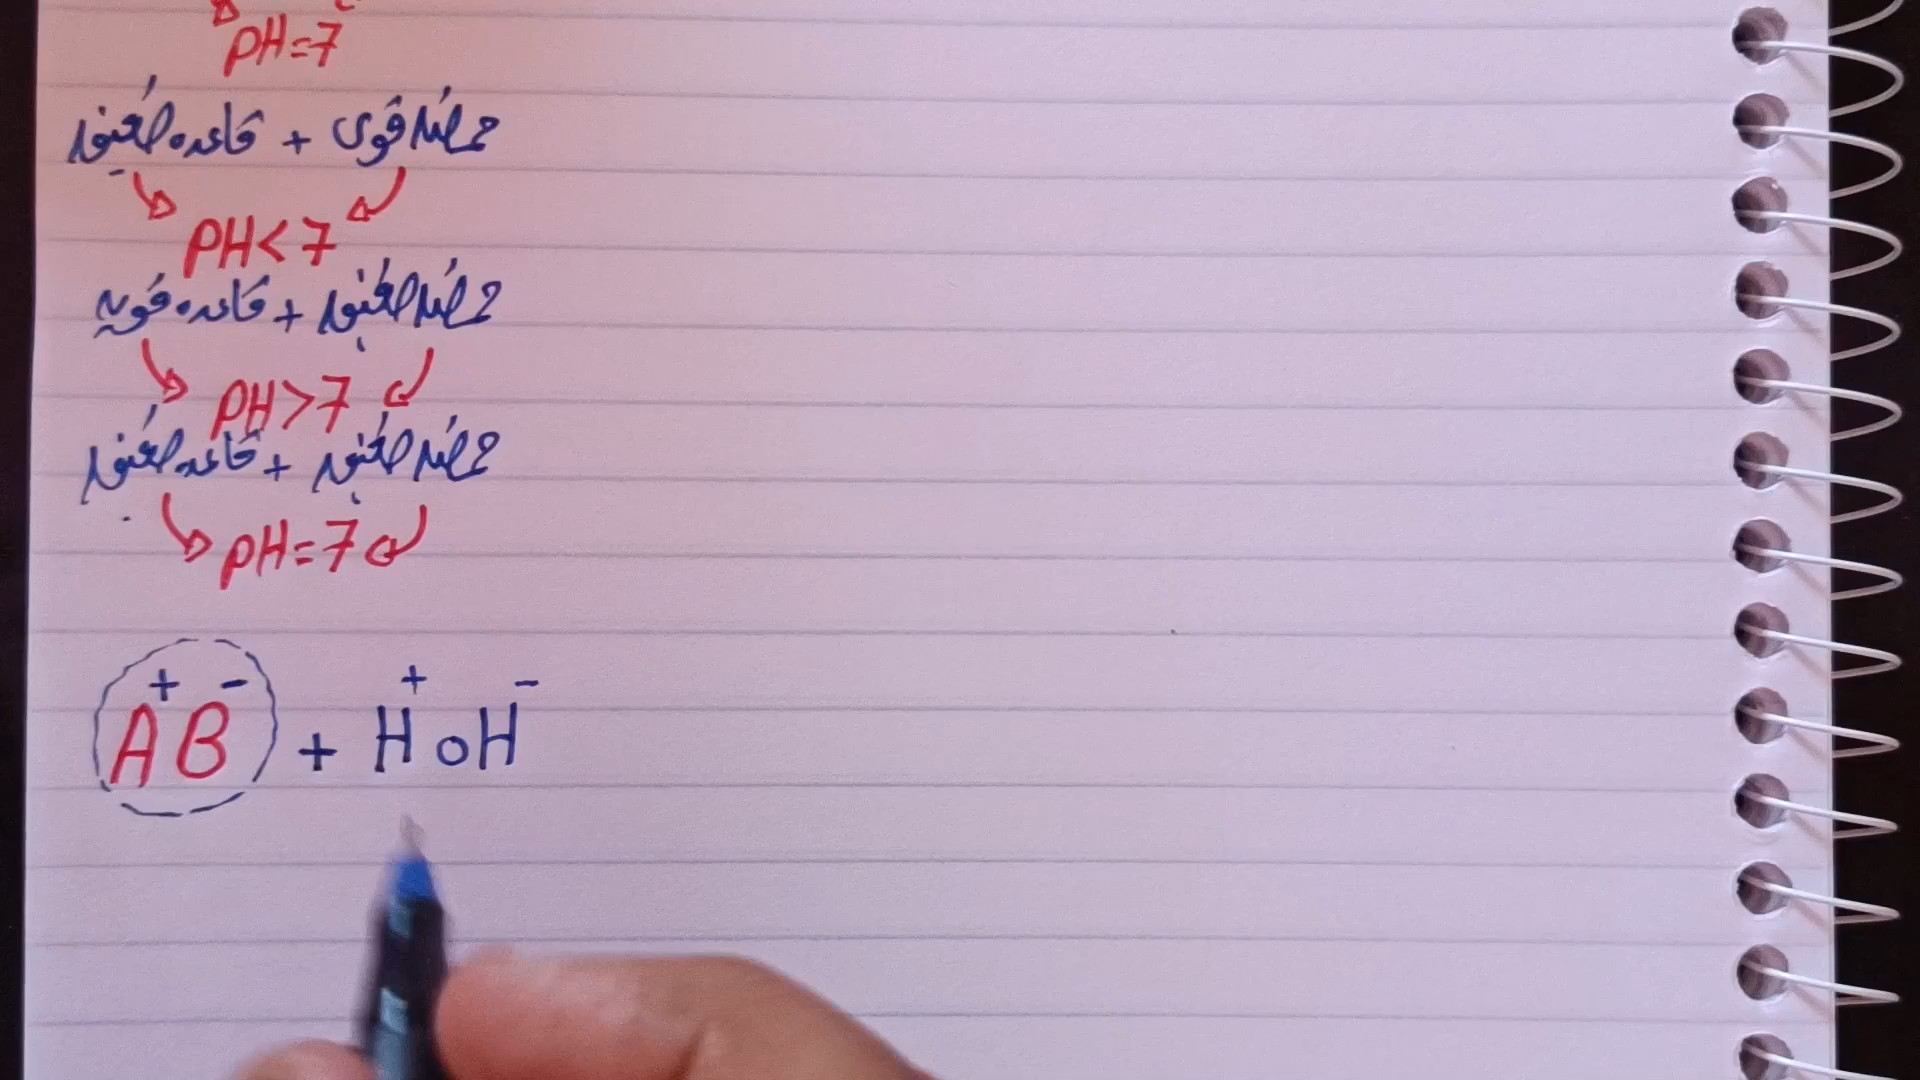 PH=7
حمض قوى + قاعده ضعيفه
PH<7
حمض ضعيف + قاعده قويه
PH>7
حمض ضعيف + قاعده ضعيفه
PH=7
A⁺B⁻ + H⁺OH⁻